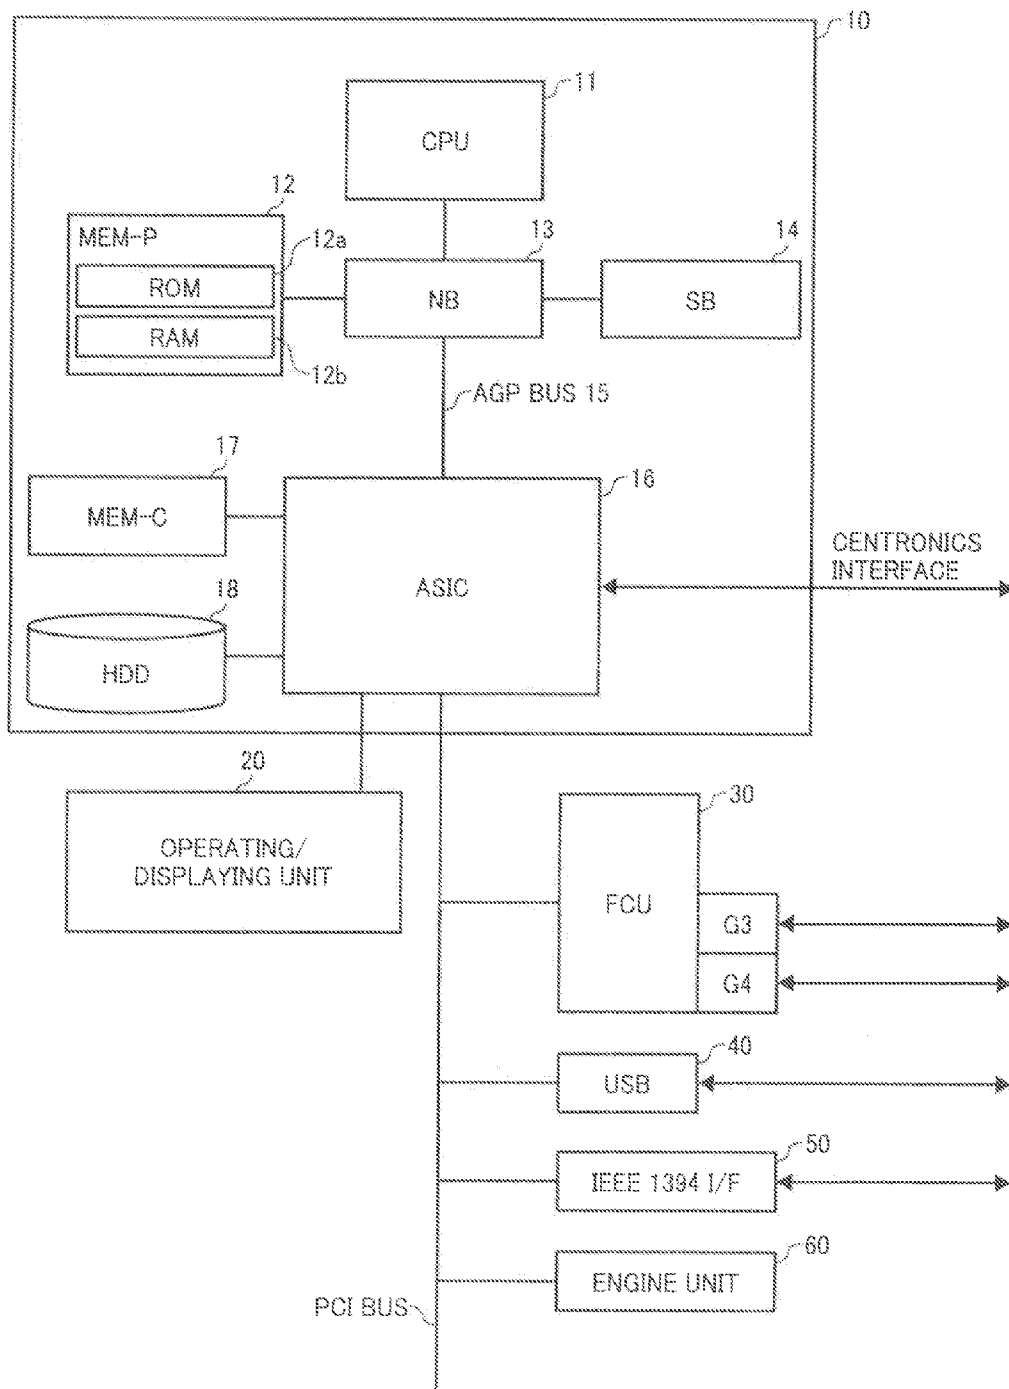 10
11
CPU
12
MEM-P
12a
ROM
RAM
12b
13
NB
14
SB
AGP BUS 15
17
MEM-C
16
ASIC
CENTRONICS
INTERFACE
18
HDD
20
OPERATING/
DISPLAYING UNIT
30
FCU
G3
G4
40
USB
50
IEEE 1394 I/F
60
ENGINE UNIT
PCI BUS